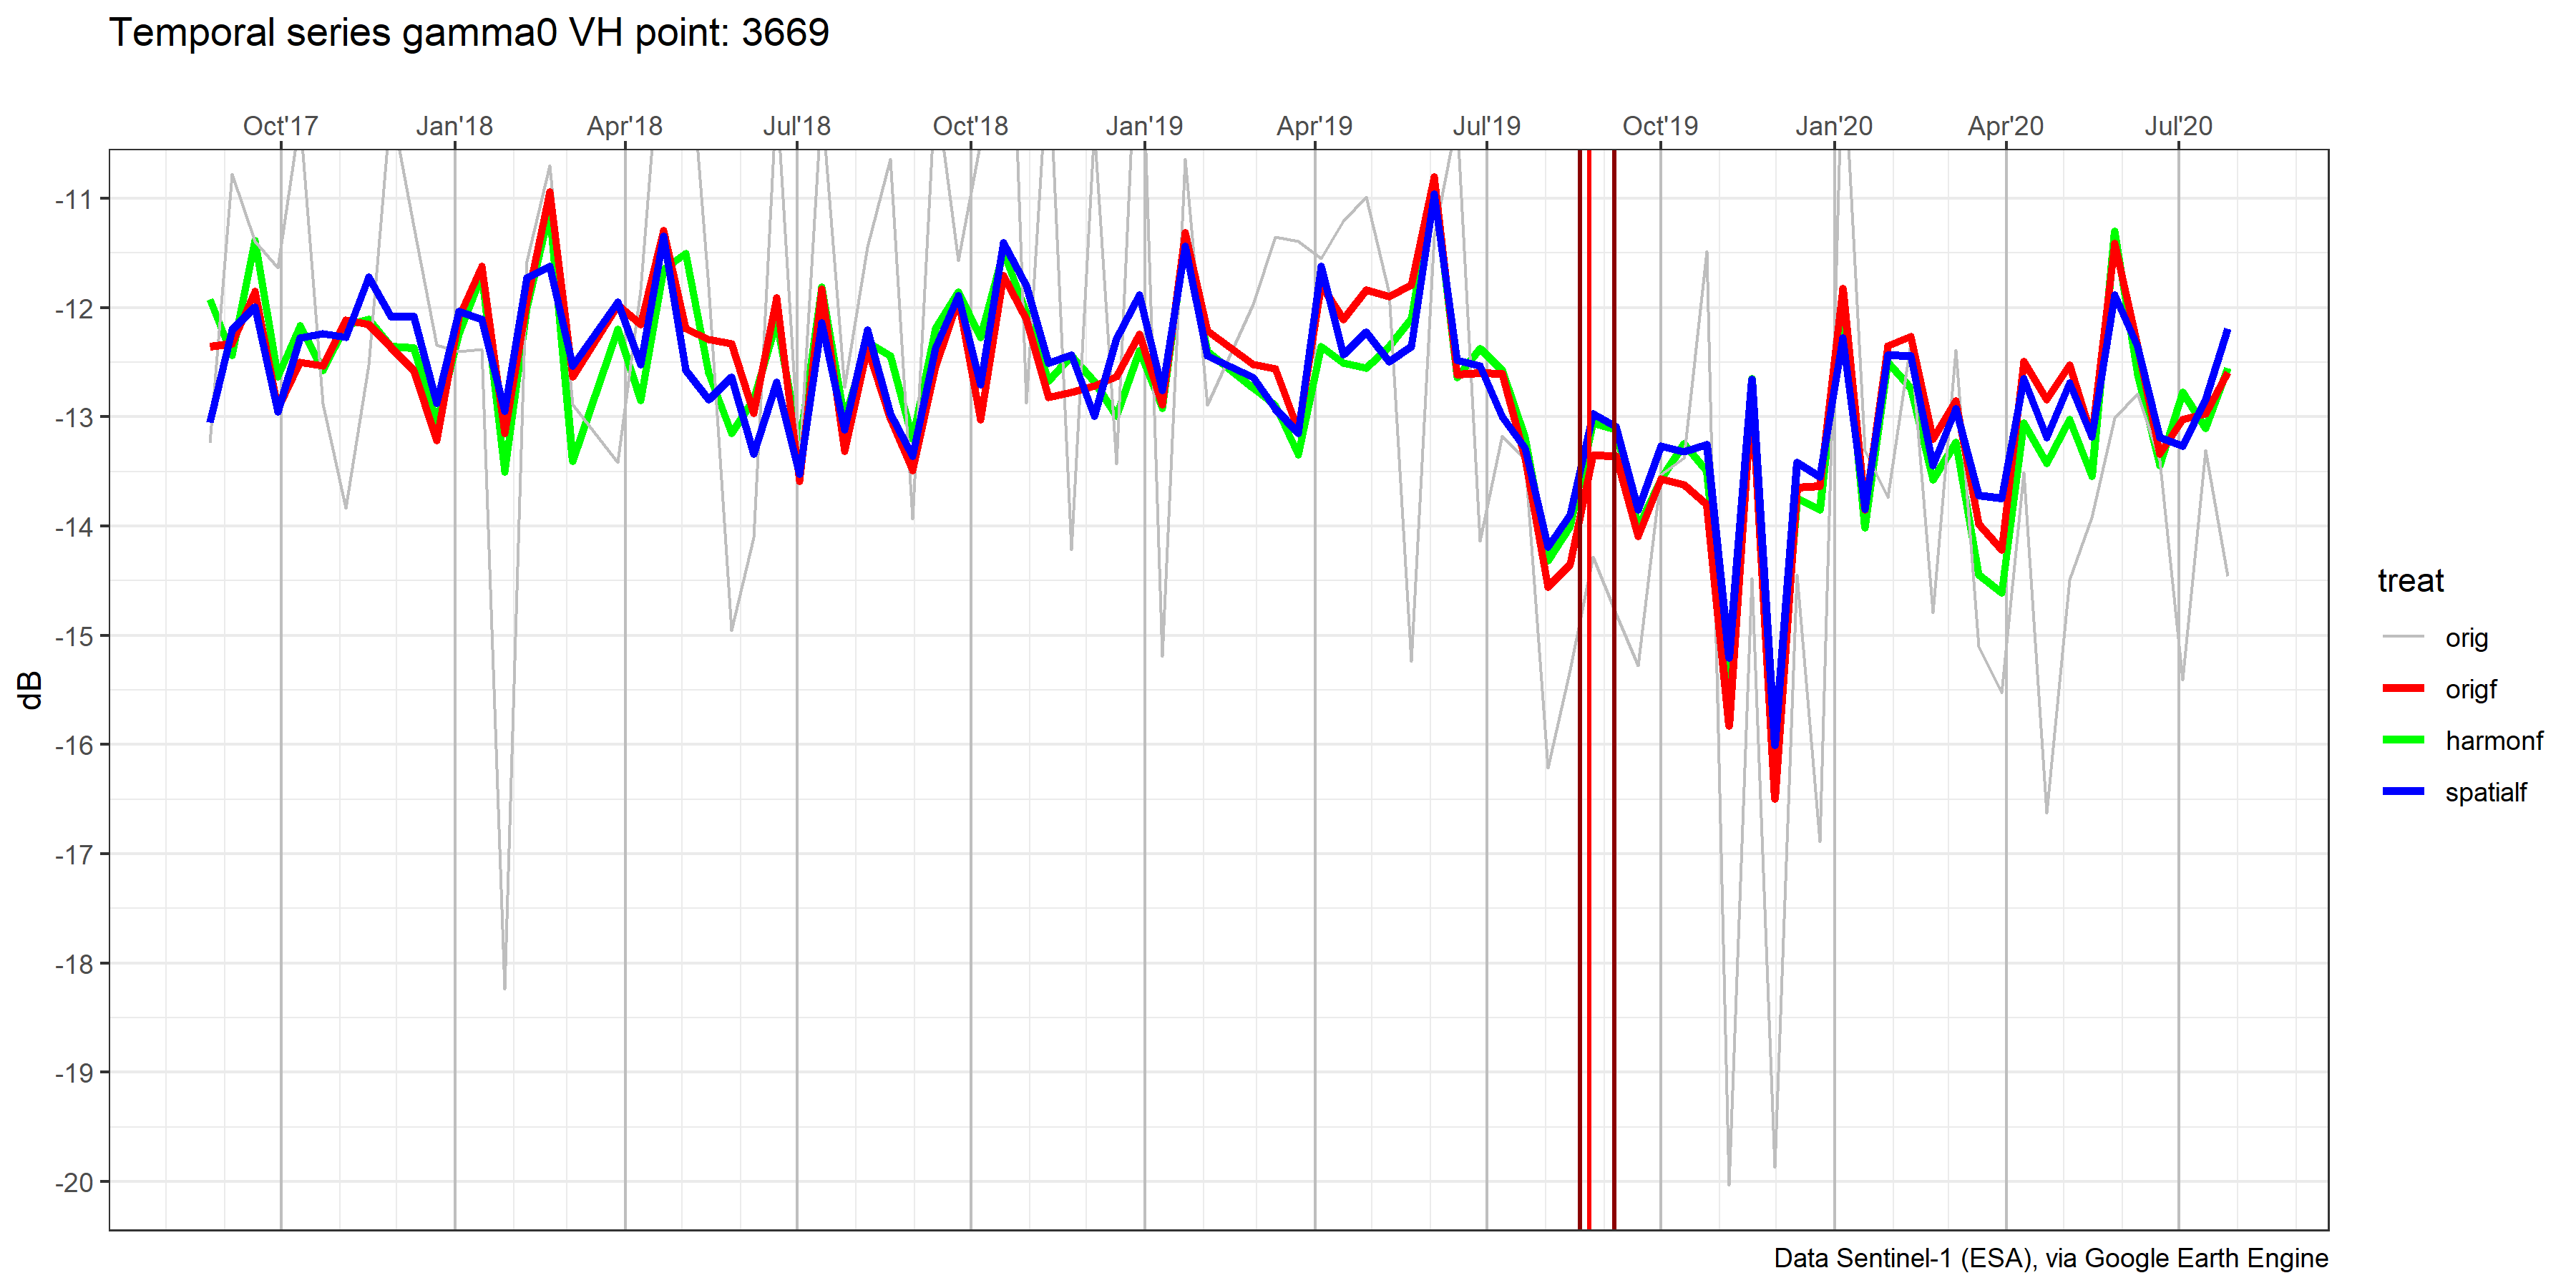 Temporal series gamma0 VH point: 3669
Oct'17 Jan'18 Apr'18 Jul'18 Oct'18 Jan'19 Apr'19 Jul'19 Oct'19 Jan'20 Apr'20 Jul'20
-11
-12
-13
-14
-15
-16
-17
-18
-19
-20
dB
treat
orig
origf
harmonf
spatialf
Data Sentinel-1 (ESA), via Google Earth Engine